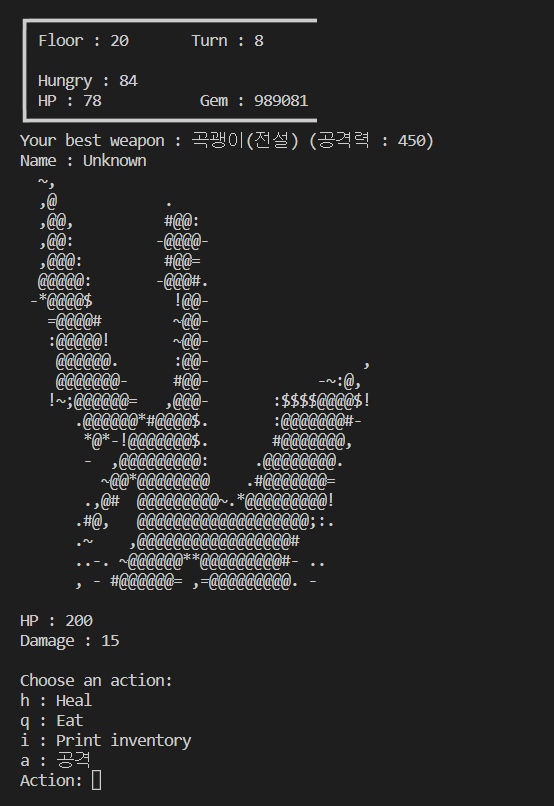 Floor : 20 Turn : 8
Hungry : 84
HP : 78 Gem : 989081
Your best weapon : 곡괭이(전설) (공격력 : 450)
Name : Unknown
HP : 200
Damage : 15
Choose an action:
h : Heal
q : Eat
i : Print inventory
a : 공격
Action: